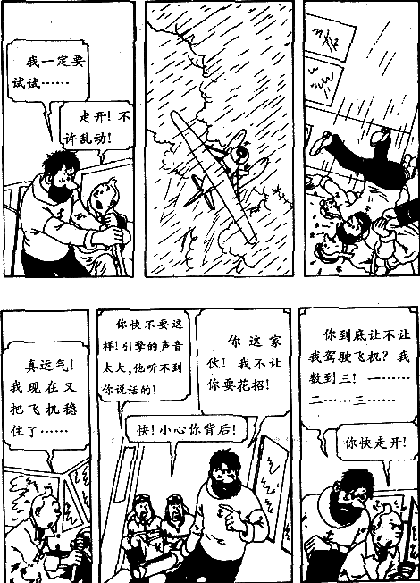 我一定要
试试……
走开！不
许乱动！
真运气！
我现在又
把飞机稳
住了……
你快不要这
样！引擎的声音
太大，他听不到
你说话的！
你这家
伙！我不让
你要花招！
快！小心你背后！
你到底让不让
我驾驶飞机？我
数到三！一……
二……三……
你快走开！